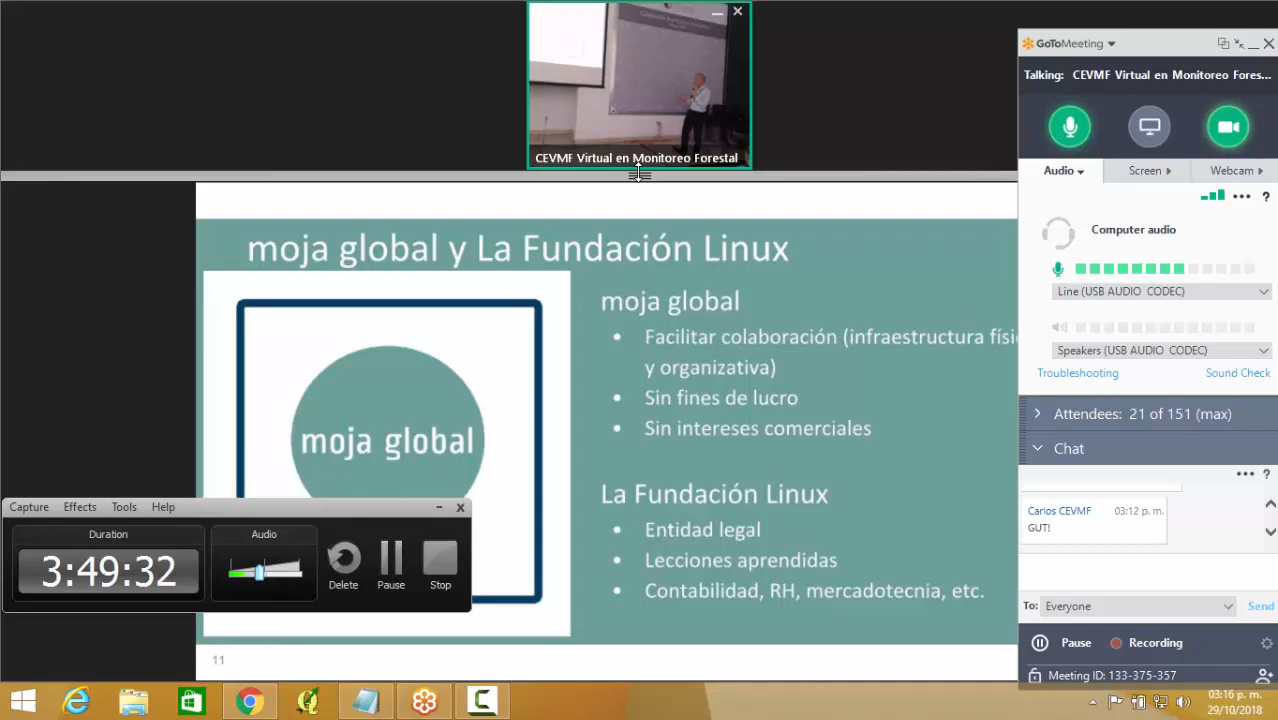 CEVMF Virtual en Monitoreo Forestal
moja global y La Fundación Linux
moja global
moja global
• Facilitar colaboración (infraestructura físi
y organizativa)
• Sin fines de lucro
• Sin intereses comerciales
La Fundación Linux
• Entidad legal
• Lecciones aprendidas
• Contabilidad, RH, mercadotecnia, etc.
11
Capture Effects Tools Help
Duration
3:49:32
Audio
Delete
Pause
Stop
GoToMeeting
Talking: CEVMF Virtual en Monitoreo Fores...
Audio Screen Webcam
?
Computer audio
Line (USB AUDIO CODEC)
Speakers (USB AUDIO CODEC)
Troubleshooting Sound Check
Attendees: 21 of 151 (max)
Chat
?
Carlos CEVMF 03:12 p. m.
GUT!
To: Everyone Send
Pause Recording
Meeting ID: 133-375-357
03:16 p. m.
29/10/2018